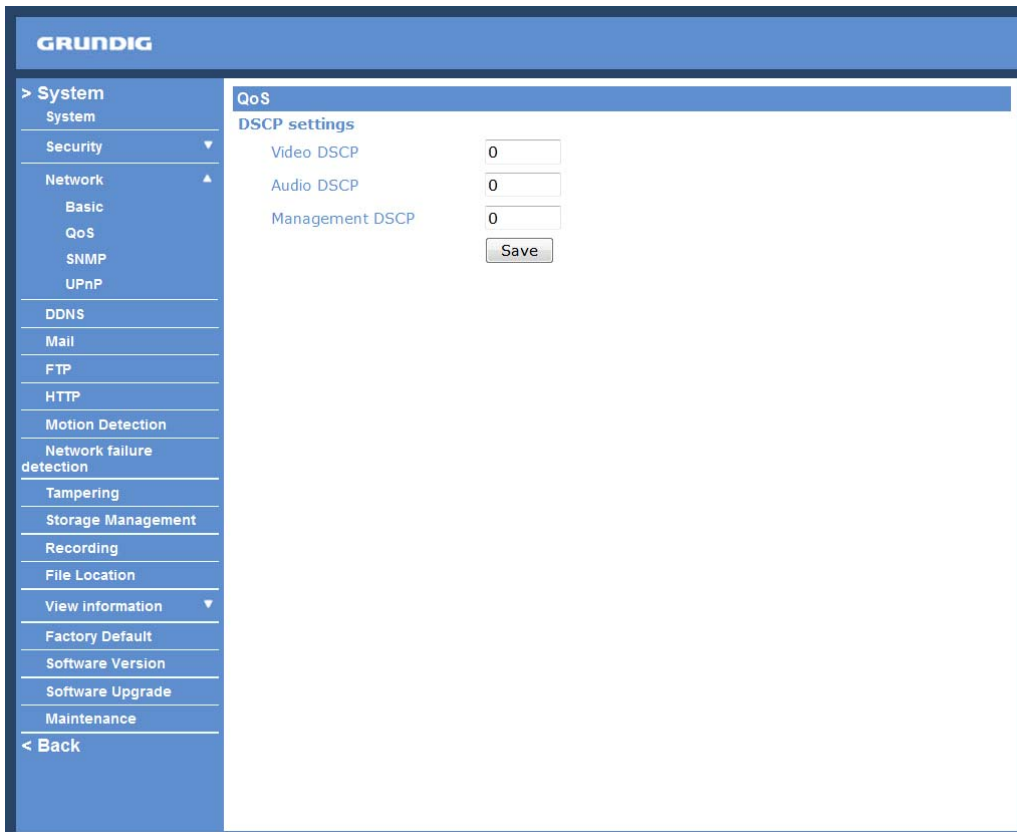 GRUNDIG
> System
System
Security
Network
Basic
QoS
SNMP
UPnP
DDNS
Mail
FTP
HTTP
Motion Detection
Network failure
detection
Tampering
Storage Management
Recording
File Location
View information
Factory Default
Software Version
Software Upgrade
Maintenance
< Back
QoS
DSCP settings
Video DSCP 0
Audio DSCP 0
Management DSCP 0
Save